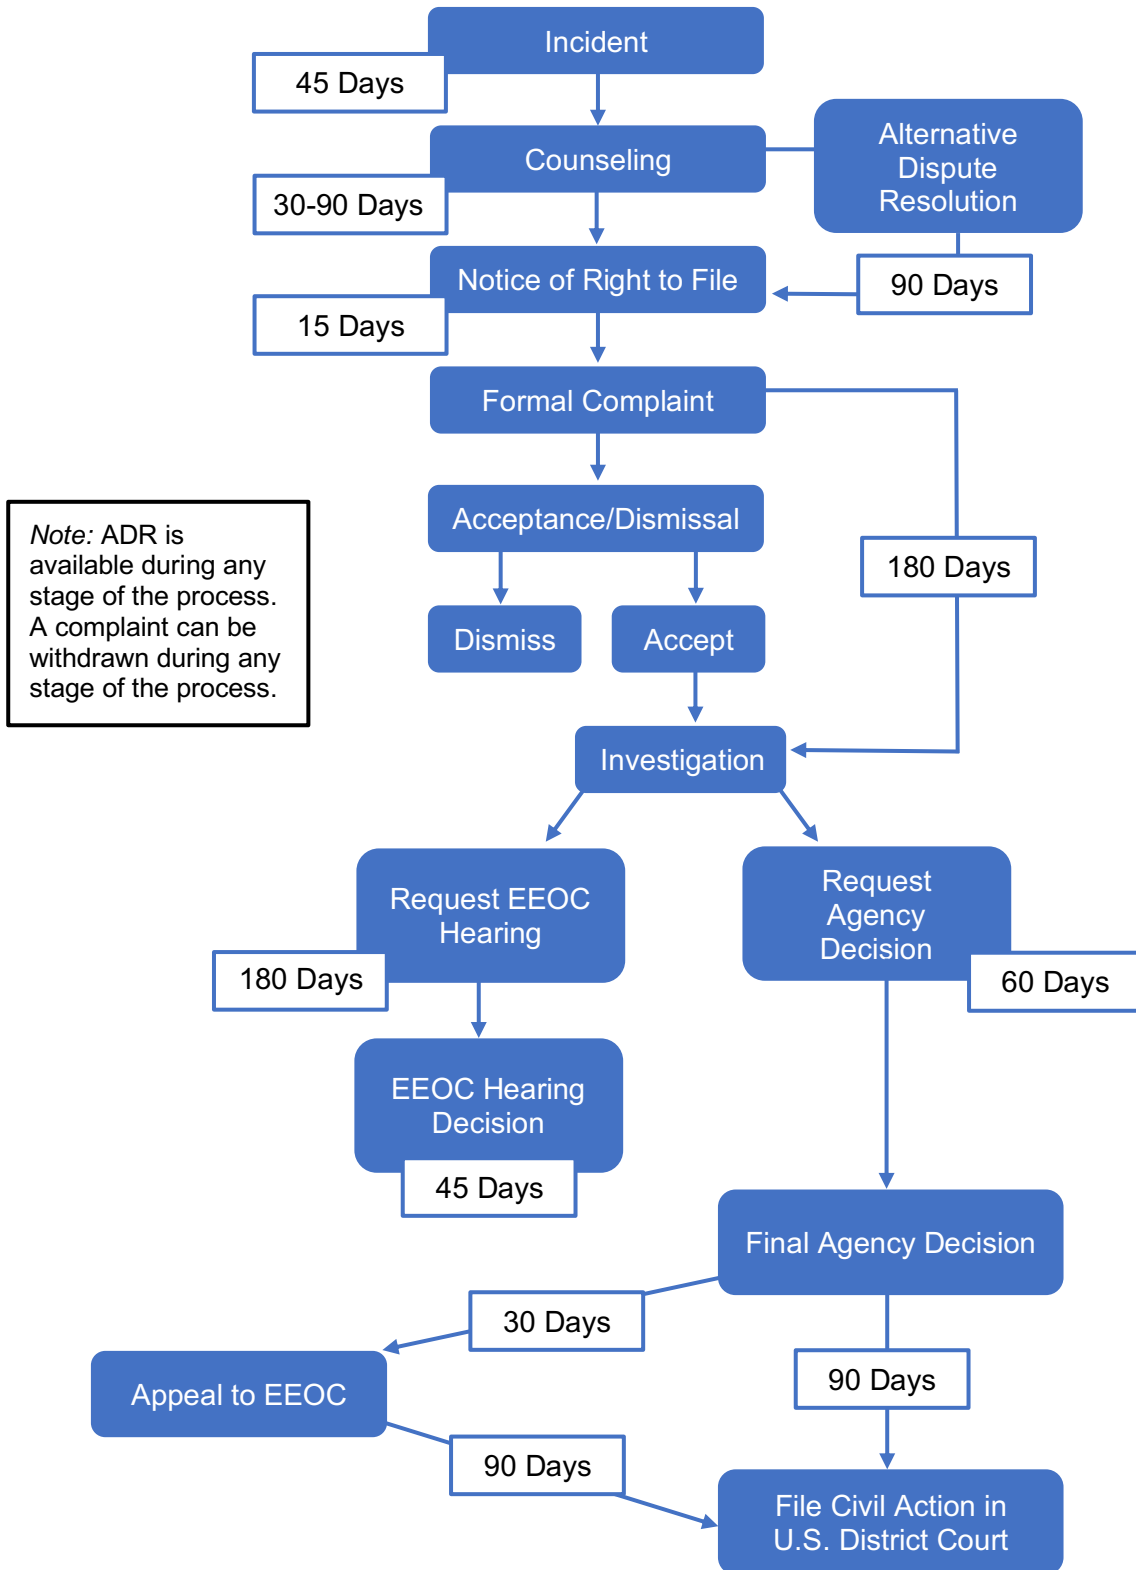 Incident
45 Days
Counseling
Alternative
Dispute
Resolution
30-90 Days
Notice of Right to File
90 Days
15 Days
Formal Complaint
Acceptance/Dismissal
Note: ADR is
available during any
stage of the process.
A complaint can be
withdrawn during any
stage of the process.
180 Days
Dismiss
Accept
Investigation
Request EEOC
Hearing
Request
Agency
Decision
180 Days
60 Days
EEOC Hearing
Decision
45 Days
Final Agency Decision
30 Days
Appeal to EEOC
90 Days
90 Days
File Civil Action in
U.S. District Court